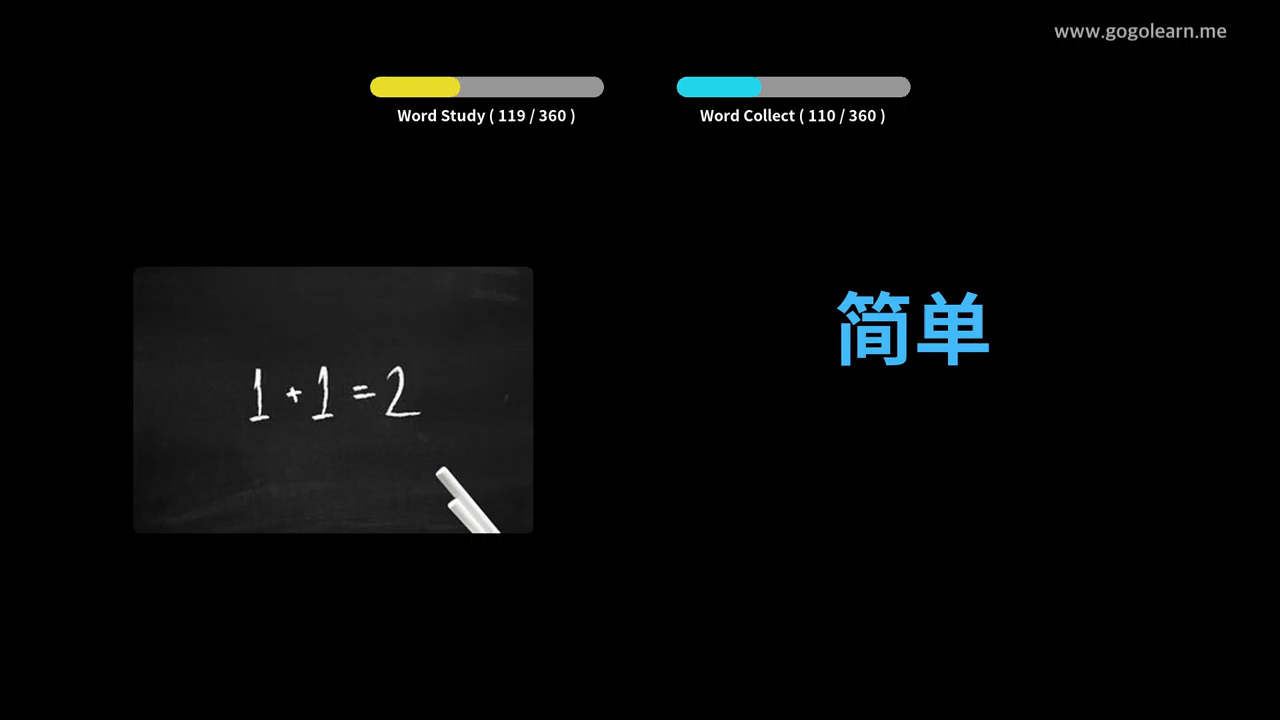 www.gogolearn.me
Word Study ( 119 / 360 )
Word Collect ( 110 / 360 )
简单
1 + 1 = 2